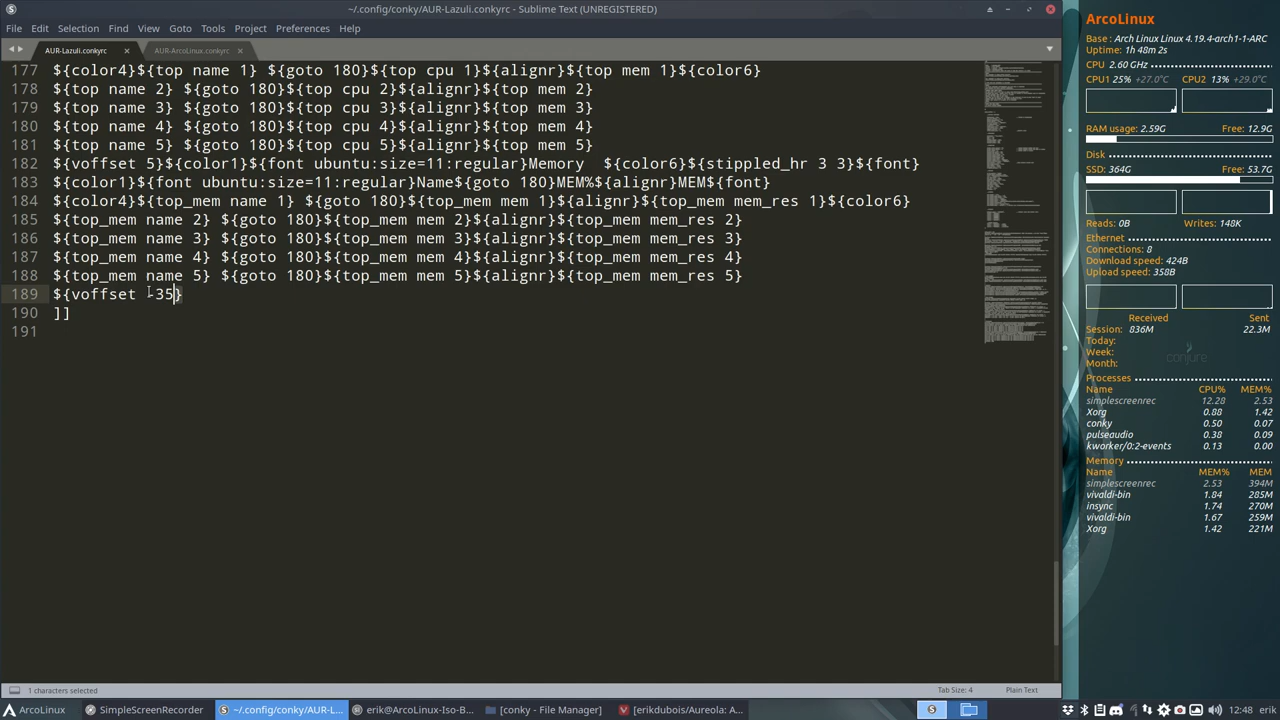 ~/.config/conky/AUR-Lazuli.conkyrc - Sublime Text (UNREGISTERED)
File Edit Selection Find View Goto Tools Project Preferences Help
AUR-Lazuli.conkyrc × AUR-ArcoLinux.conkyrc ×
177 ${color4}${top name 1} ${goto 180}${top cpu 1}${alignr}${top mem 1}${color6}
178 ${top name 2} ${goto 180}${top cpu 2}${alignr}${top mem 2}
179 ${top name 3} ${goto 180}${top cpu 3}${alignr}${top mem 3}
180 ${top name 4} ${goto 180}${top cpu 4}${alignr}${top mem 4}
181 ${top name 5} ${goto 180}${top cpu 5}${alignr}${top mem 5}
182 ${voffset 5}${color1}${font ubuntu:size=11:regular}Memory ${color6}${stippled_hr 3 3}${font}
183 ${color1}${font ubuntu:size=11:regular}Name${goto 180}MEM%${alignr}MEM${font}
184 ${color4}${top_mem name 1} ${goto 180}${top_mem mem 1}${alignr}${top_mem mem_res 1}${color6}
185 ${top_mem name 2} ${goto 180}${top_mem mem 2}${alignr}${top_mem mem_res 2}
186 ${top_mem name 3} ${goto 180}${top_mem mem 3}${alignr}${top_mem mem_res 3}
187 ${top_mem name 4} ${goto 180}${top_mem mem 4}${alignr}${top_mem mem_res 4}
188 ${top_mem name 5} ${goto 180}${top_mem mem 5}${alignr}${top_mem mem_res 5}
189 ${voffset -35}
190 ]]
191
1 characters selected Tab Size: 4 Plain Text
ArcoLinux
Base : Arch Linux Linux 4.19.4-arch1-1-ARC
Uptime: 1h 48m 2s
CPU 2.60 GHz
CPU1 25% +27.0°C CPU2 13% +29.0°C
RAM usage: 2.59G Free: 12.9G
Disk
SSD: 364G Free: 53.7G
Reads: 0B Writes: 148K
Ethernet
Connections: 8
Download speed: 424B
Upload speed: 358B
Received Sent
Session: 836M 22.3M
Today:
Week:
Month:
conjure
Processes
Name CPU% MEM%
simplescreenrec 12.28 2.53
Xorg 0.88 1.42
conky 0.50 0.07
pulseaudio 0.38 0.09
kworker/0:2-events 0.13 0.00
Memory
Name MEM% MEM
simplescreenrec 2.53 394M
vivaldi-bin 1.84 285M
insync 1.74 270M
vivaldi-bin 1.67 259M
Xorg 1.42 221M
ArcoLinux SimpleScreenRecorder ~/.config/conky/AUR-L... erik@ArcoLinux-Iso-B... [conky - File Manager] [erikdubois/Aureola: A... 12:48 erik